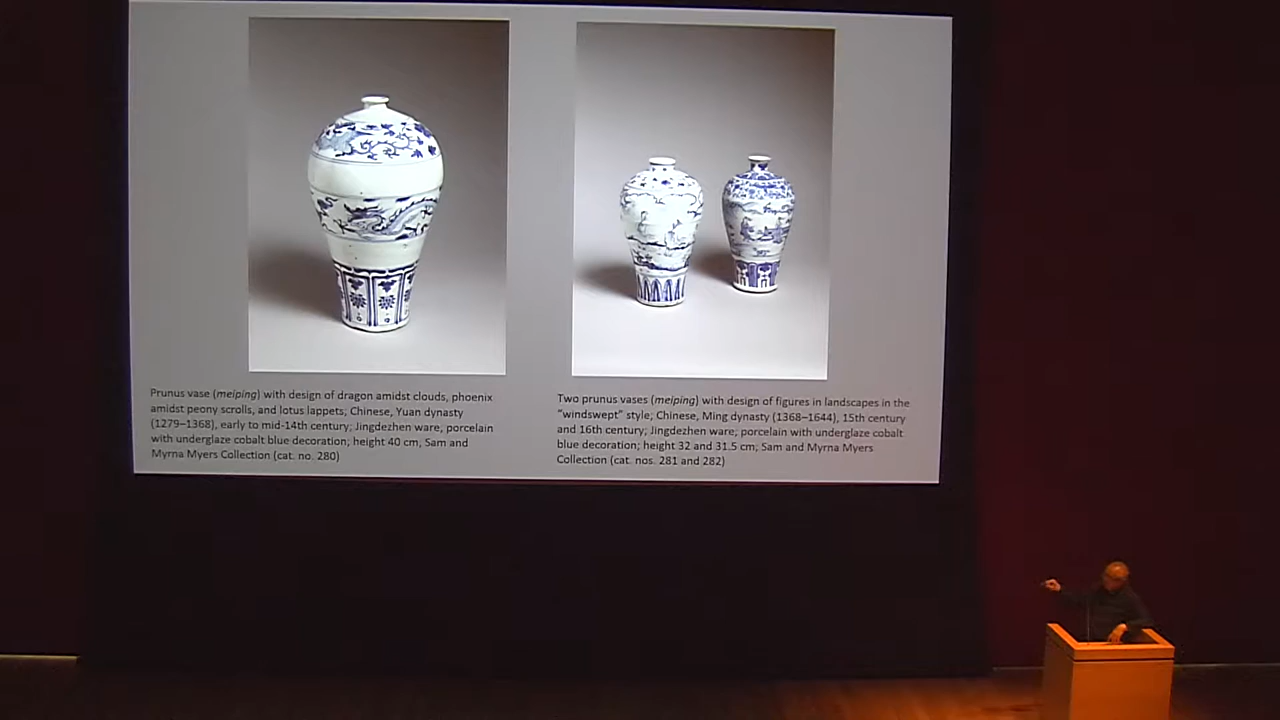 Prunus vase (meiping) with design of dragon amidst clouds, phoenix
amidst peony scrolls, and lotus lappets; Chinese, Yuan dynasty
(1279–1368), early to mid-14th century; Jingdezhen ware, porcelain
with underglaze cobalt blue decoration; height 40 cm, Sam and
Myrna Myers Collection (cat. no. 280)
Two prunus vases (meiping) with design of figures in landscapes in the
"windswept" style; Chinese, Ming dynasty (1368–1644), 15th century
and 16th century; Jingdezhen ware; porcelain with underglaze cobalt
blue decoration; height 32 and 31.5 cm; Sam and Myrna Myers
Collection (cat. nos. 281 and 282)